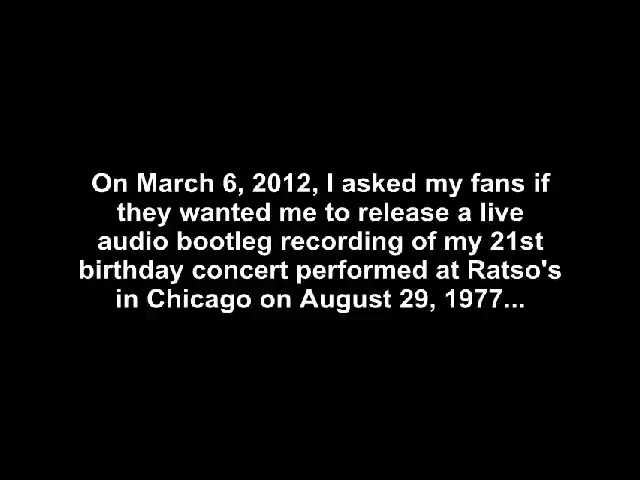 On March 6, 2012, I asked my fans if
they wanted me to release a live
audio bootleg recording of my 21st
birthday concert performed at Ratso's
in Chicago on August 29, 1977...